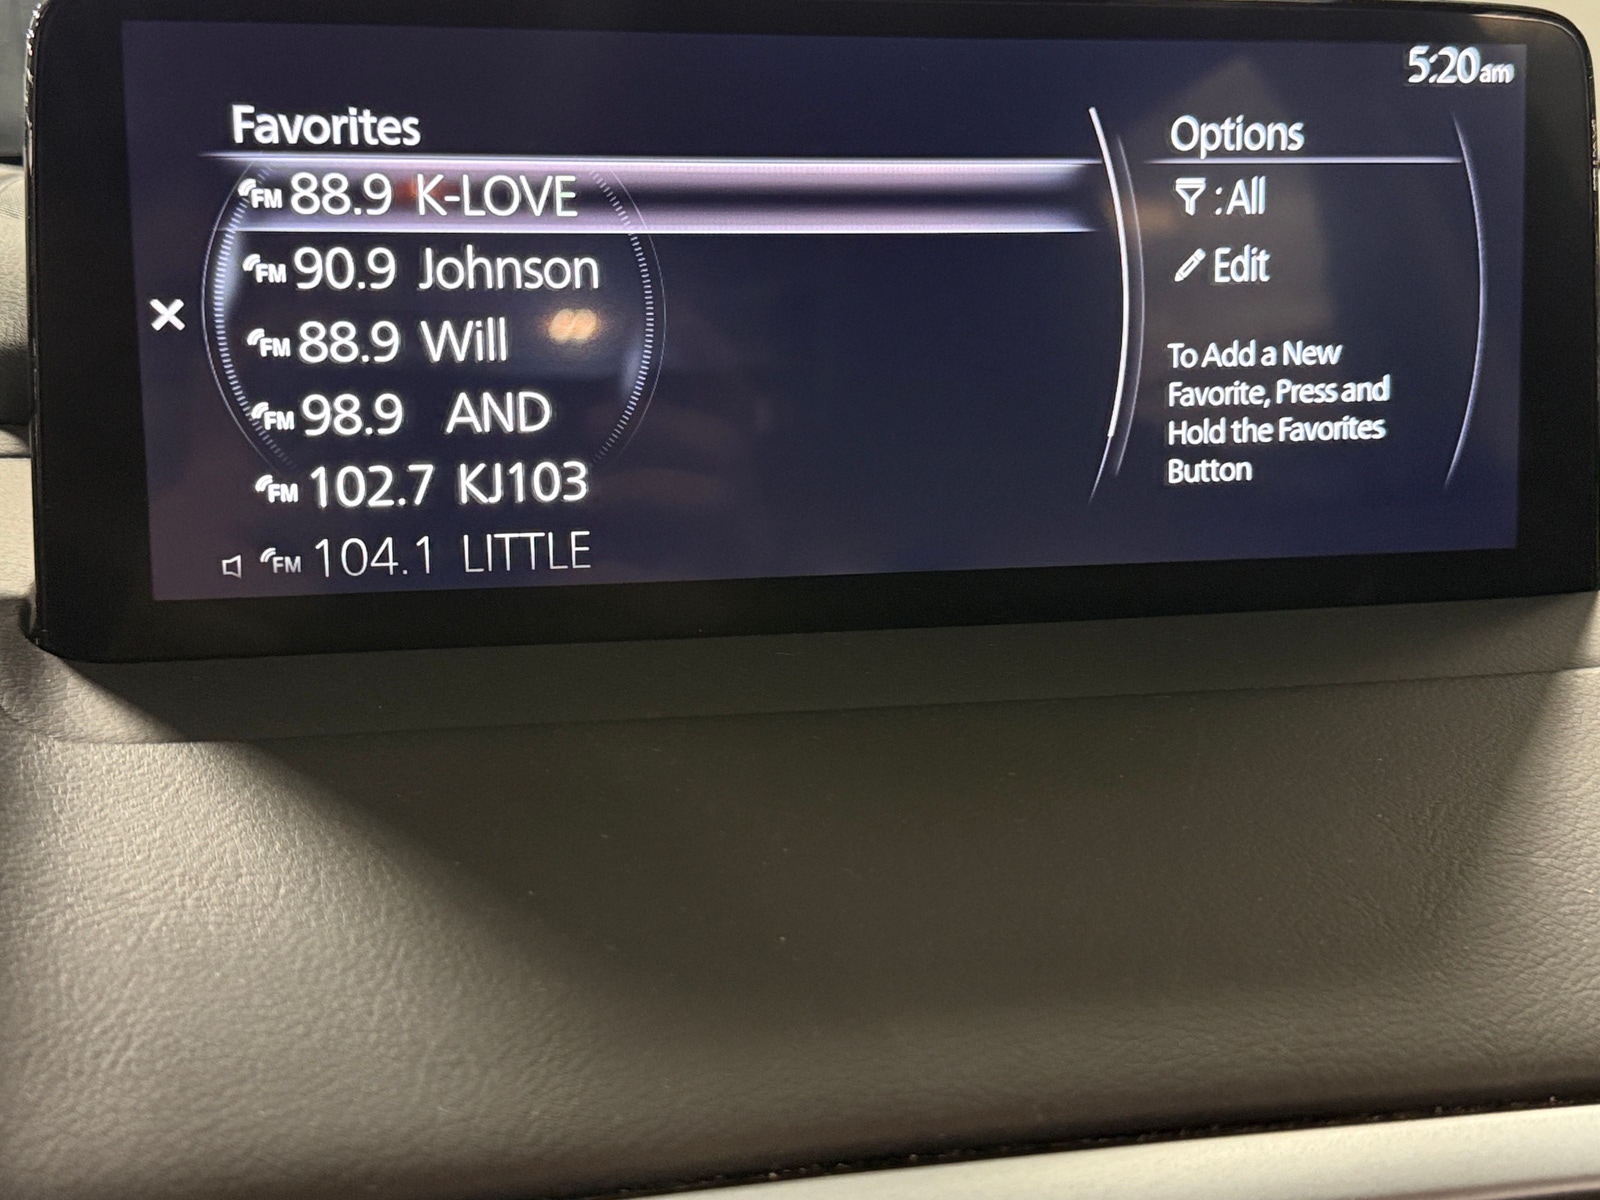 5:20am
Favorites
FM 88.9 K-LOVE
FM 90.9 Johnson
FM 88.9 Will
FM 98.9 AND
FM 102.7 KJ103
FM 104.1 LITTLE
Options
:All
Edit
To Add a New
Favorite, Press and
Hold the Favorites
Button